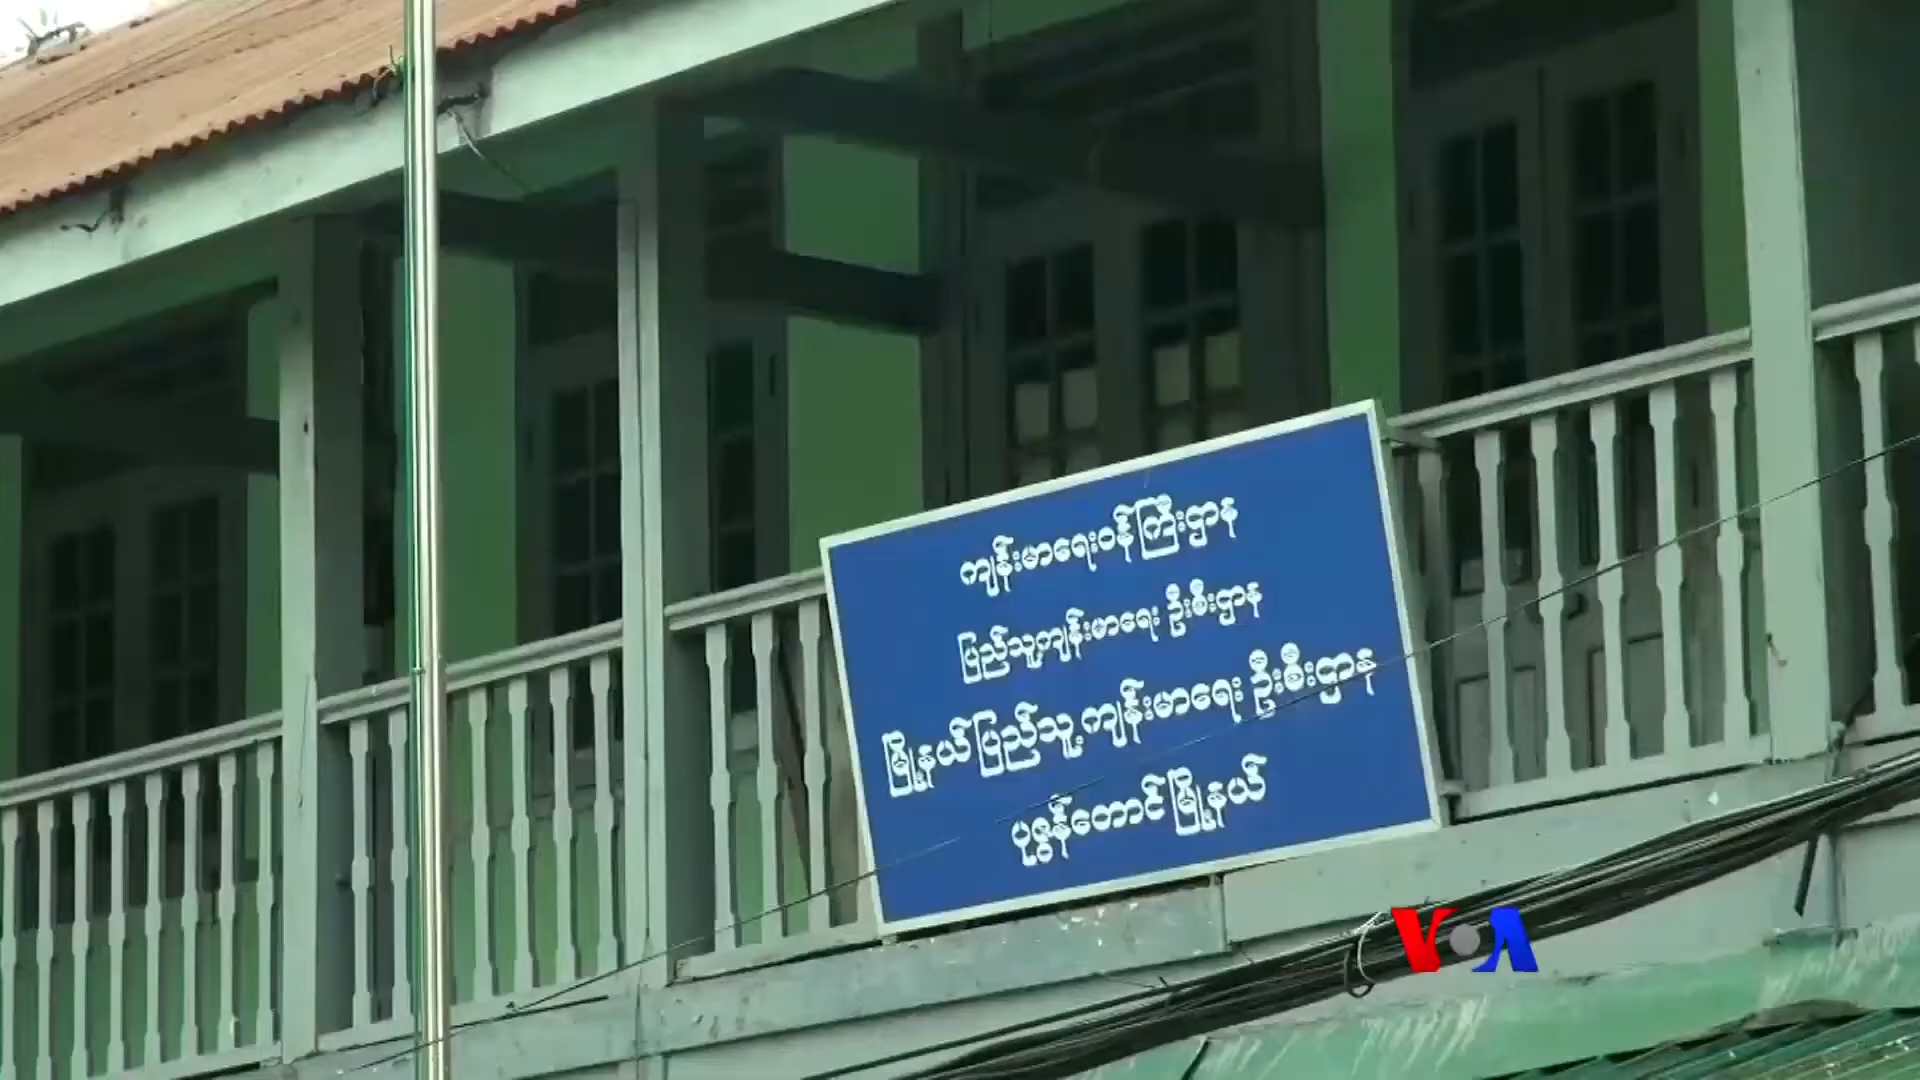 ကျန်းမာရေးဝန်ကြီးဌာန
ပြည်သူ့ကျန်းမာရေး ဦးစီးဌာန
မြို့နယ်ပြည်သူ့ကျန်းမာရေး ဦးစီးဌာန
ပုဇွန်တောင်မြို့နယ်
VOA